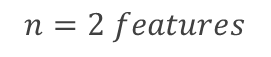 n = 2 features